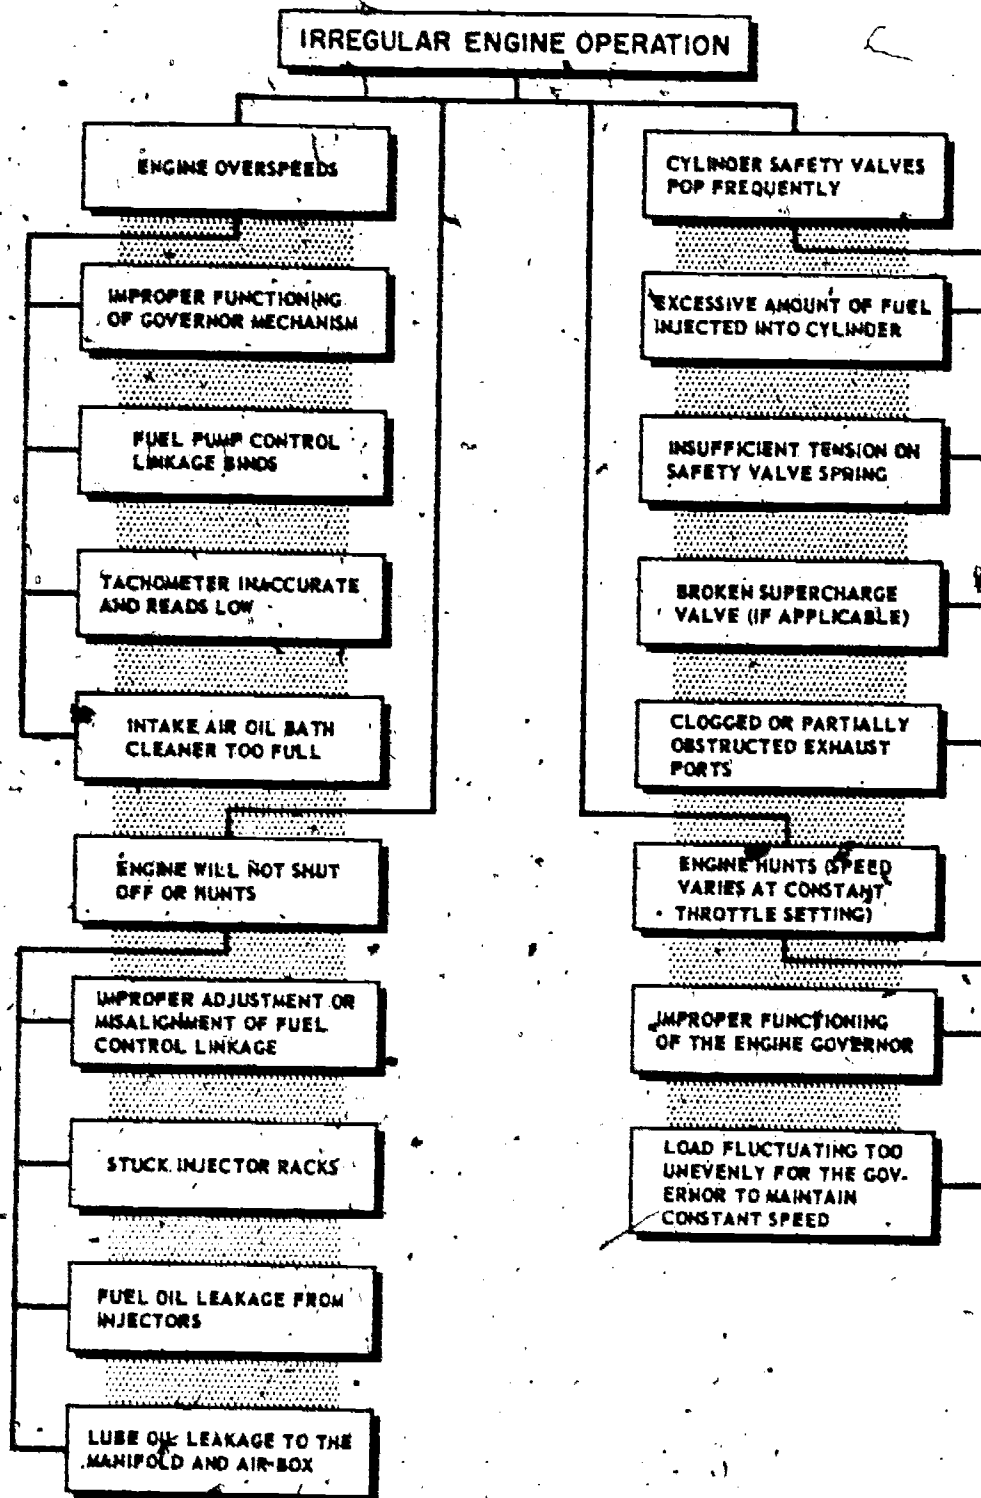 IRREGULAR ENGINE OPERATION
ENGINE OVERSPEEDS
IMPROPER FUNCTIONING
OF GOVERNOR MECHANISM
FUEL PUMP CONTROL
LINKAGE BINDS
TACHOMETER INACCURATE
AND READS LOW
INTAKE AIR OIL BATH
CLEANER TOO FULL
ENGINE WILL NOT SHUT
OFF OR HUNTS
IMPROPER ADJUSTMENT OR
MISALIGNMENT OF FUEL
CONTROL LINKAGE
STUCK INJECTOR RACKS
FUEL OIL LEAKAGE FROM
INJECTORS
LUBE OIL LEAKAGE TO THE
MANIFOLD AND AIR-BOX
CYLINDER SAFETY VALVES
POP FREQUENTLY
EXCESSIVE AMOUNT OF FUEL
INJECTED INTO CYLINDER
INSUFFICIENT TENSION ON
SAFETY VALVE SPRING
BROKEN SUPERCHARGE
VALVE (IF APPLICABLE)
CLOGGED OR PARTIALLY
OBSTRUCTED EXHAUST
PORTS
ENGINE HUNTS (SPEED
VARIES AT CONSTANT
THROTTLE SETTING)
IMPROPER FUNCTIONING
OF THE ENGINE GOVERNOR
LOAD FLUCTUATING TOO
UNEVENLY FOR THE GOV-
ERNOR TO MAINTAIN
CONSTANT SPEED